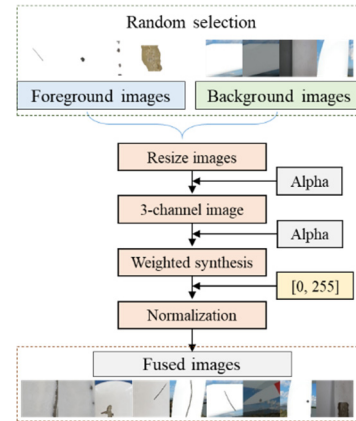 Random selection
Foreground images
Background images
Resize images
Alpha
3-channel image
Alpha
Weighted synthesis
[0, 255]
Normalization
Fused images